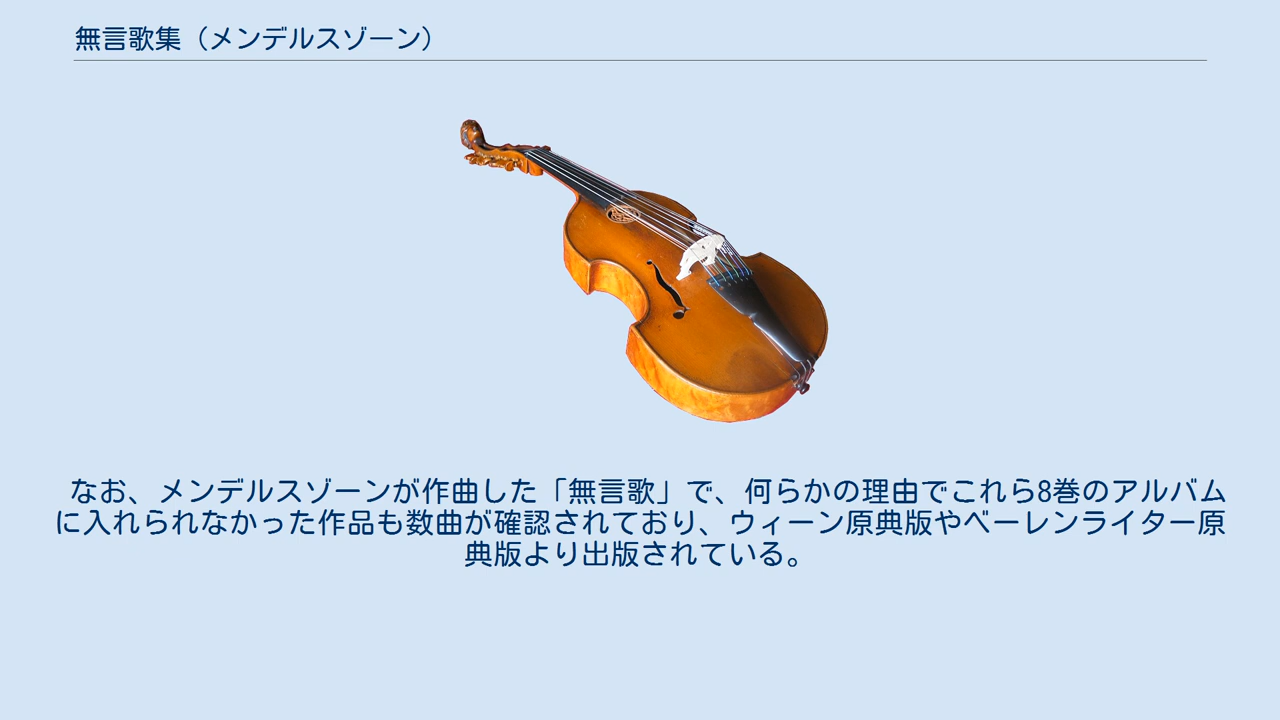 無言歌集（メンデルスゾーン）
なお、メンデルスゾーンが作曲した「無言歌」で、何らかの理由でこれら8巻のアルバム
に入れられなかった作品も数曲が確認されており、ウィーン原典版やベーレンライター原
典版より出版されている。